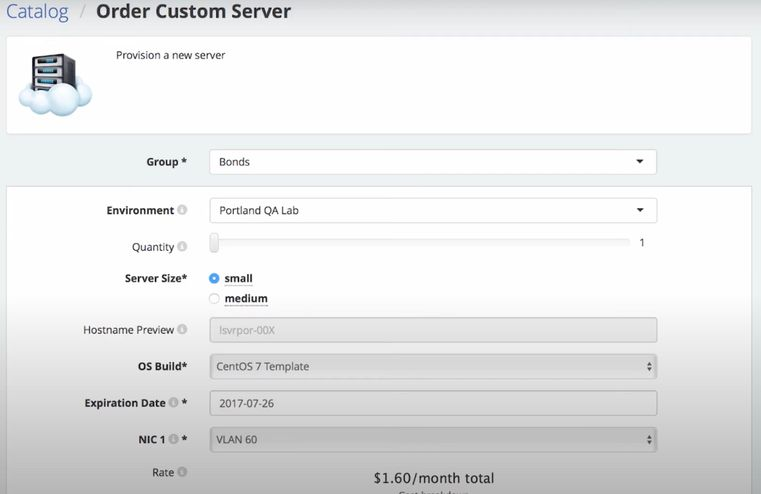 Catalog / Order Custom Server
Provision a new server
Group * Bonds
Environment Portland QA Lab
Quantity 1
Server Size* small
medium
Hostname Preview lsvrpor-00X
OS Build* CentOS 7 Template
Expiration Date * 2017-07-26
NIC 1 * VLAN 60
Rate $1.60/month total